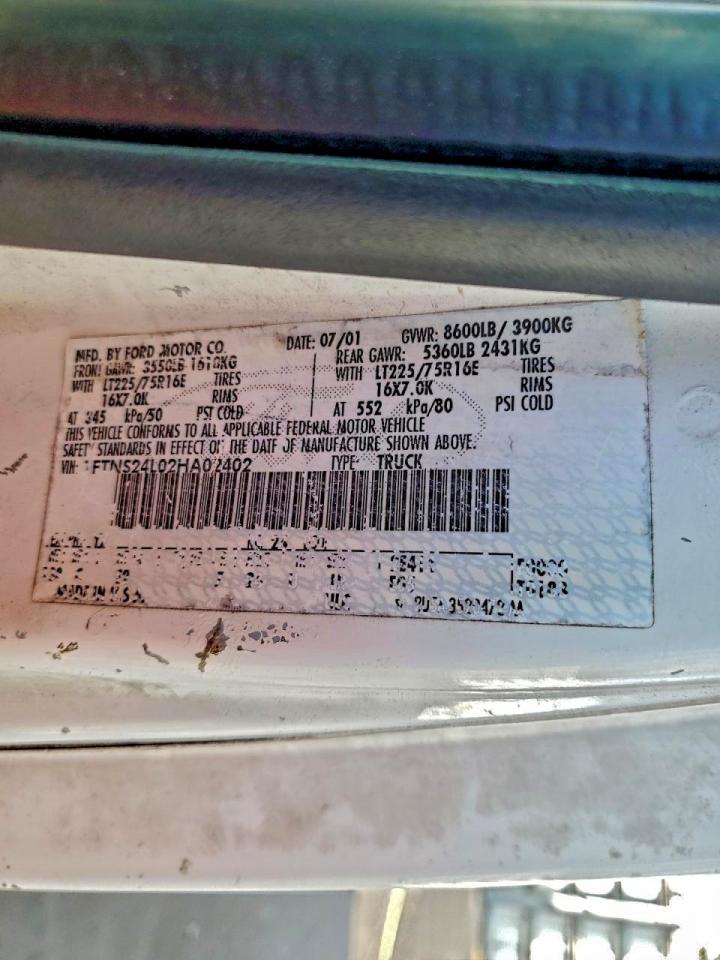 MFD. BY FORD MOTOR CO. DATE: 07/01 GVWR: 8600LB/ 3900KG
FRONT GAWR: 3550LB 1610KG REAR GAWR: 5360LB 2431KG
WITH LT225/75R16E TIRES WITH LT225/75R16E TIRES
16X7.0K RIMS 16X7.0K RIMS
AT 345 kPa/50 PSI COLD AT 552 kPa/80 PSI COLD
THIS VEHICLE CONFORMS TO ALL APPLICABLE FEDERAL MOTOR VEHICLE
SAFETY STANDARDS IN EFFECT ON THE DATE OF MANUFACTURE SHOWN ABOVE.
VIN: 1FTNS24L02HA02402 TYPE: TRUCK
MADE IN U.S.A.